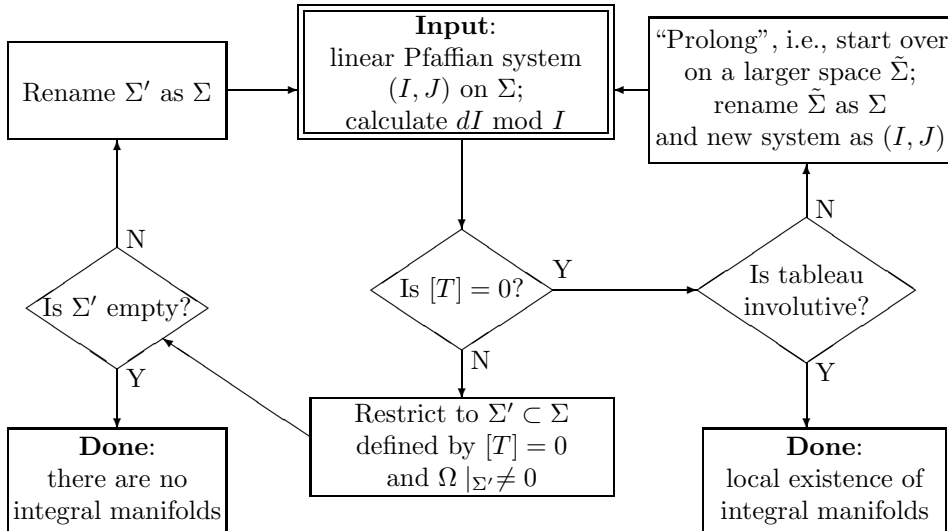 Rename Σ′ as Σ
Input:
linear Pfaffian system
(I, J) on Σ;
calculate dI mod I
“Prolong”, i.e., start over
on a larger space Σ̃;
rename Σ̃ as Σ
and new system as (I, J)
N
Is Σ′ empty?
Y
Is [T] = 0?
Y
N
N
Is tableau
involutive?
Y
Done:
there are no
integral manifolds
Restrict to Σ′ ⊂ Σ
defined by [T] = 0
and Ω |Σ′ ≠ 0
Done:
local existence of
integral manifolds